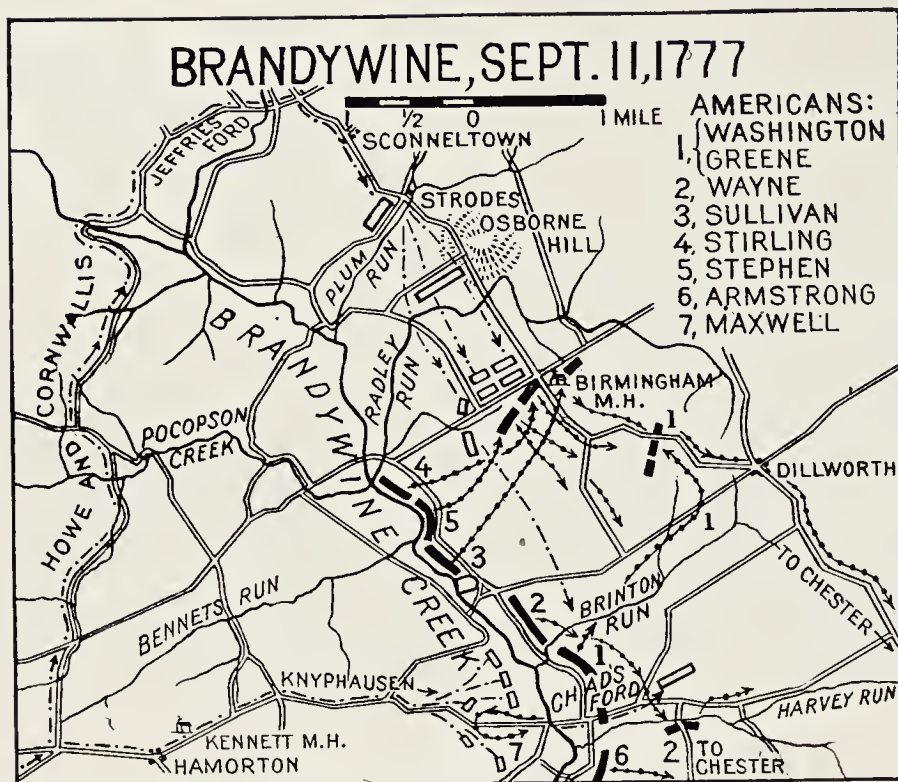 BRANDYWINE, SEPT. 11, 1777
1 ½ 0 1 MILE
AMERICANS:
1, { WASHINGTON
GREENE
2, WAYNE
3, SULLIVAN
4, STIRLING
5, STEPHEN
6, ARMSTRONG
7, MAXWELL
JEFFRIES
FORD
SCONNELTOWN
STRODES
OSBORNE
HILL
PLUM
RUN
BRANDYWINE
CREEK
RADLEY
RUN
HOWE AND
CORNWALLIS
POCOPSON
CREEK
BIRMINGHAM
M.H.
1
DILLWORTH
4
5
3
1
2
BRINTON
RUN
1
TO CHESTER
BENNETS RUN
KNYPHAUSEN
CHADS
FORD
HARVEY RUN
KENNETT M.H.
HAMORTON
7
6
2
TO
CHESTER